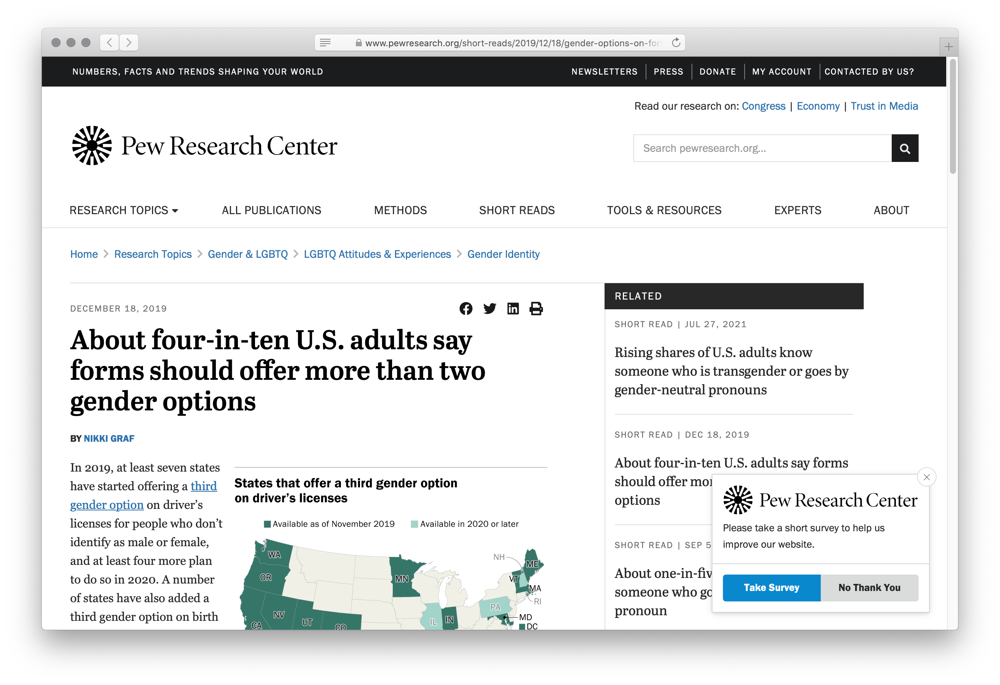 www.pewresearch.org/short-reads/2019/12/18/gender-options-on-for
NUMBERS, FACTS AND TRENDS SHAPING YOUR WORLD
NEWSLETTERS
PRESS
DONATE
MY ACCOUNT
CONTACTED BY US?
Read our research on: Congress | Economy | Trust in Media
Pew Research Center
Search pewresearch.org...
RESEARCH TOPICS
ALL PUBLICATIONS
METHODS
SHORT READS
TOOLS & RESOURCES
EXPERTS
ABOUT
Home
Research Topics
Gender & LGBTQ
LGBTQ Attitudes & Experiences
Gender Identity
DECEMBER 18, 2019
About four-in-ten U.S. adults say
forms should offer more than two
gender options
BY NIKKI GRAF
In 2019, at least seven states
have started offering a third
gender option on driver’s
licenses for people who don’t
identify as male or female,
and at least four more plan
to do so in 2020. A number
of states have also added a
third gender option on birth
States that offer a third gender option
on driver’s licenses
Available as of November 2019
Available in 2020 or later
WA
OR
NV
CA
UT
CO
MN
IL
IN
PA
NH
ME
VT
MA
RI
MD
DC
RELATED
SHORT READ | JUL 27, 2021
Rising shares of U.S. adults know
someone who is transgender or goes by
gender-neutral pronouns
SHORT READ | DEC 18, 2019
About four-in-ten U.S. adults say forms
should offer mor
options
SHORT READ | SEP 5
About one-in-fiv
someone who go
pronoun
Pew Research Center
Please take a short survey to help us
improve our website.
Take Survey
No Thank You